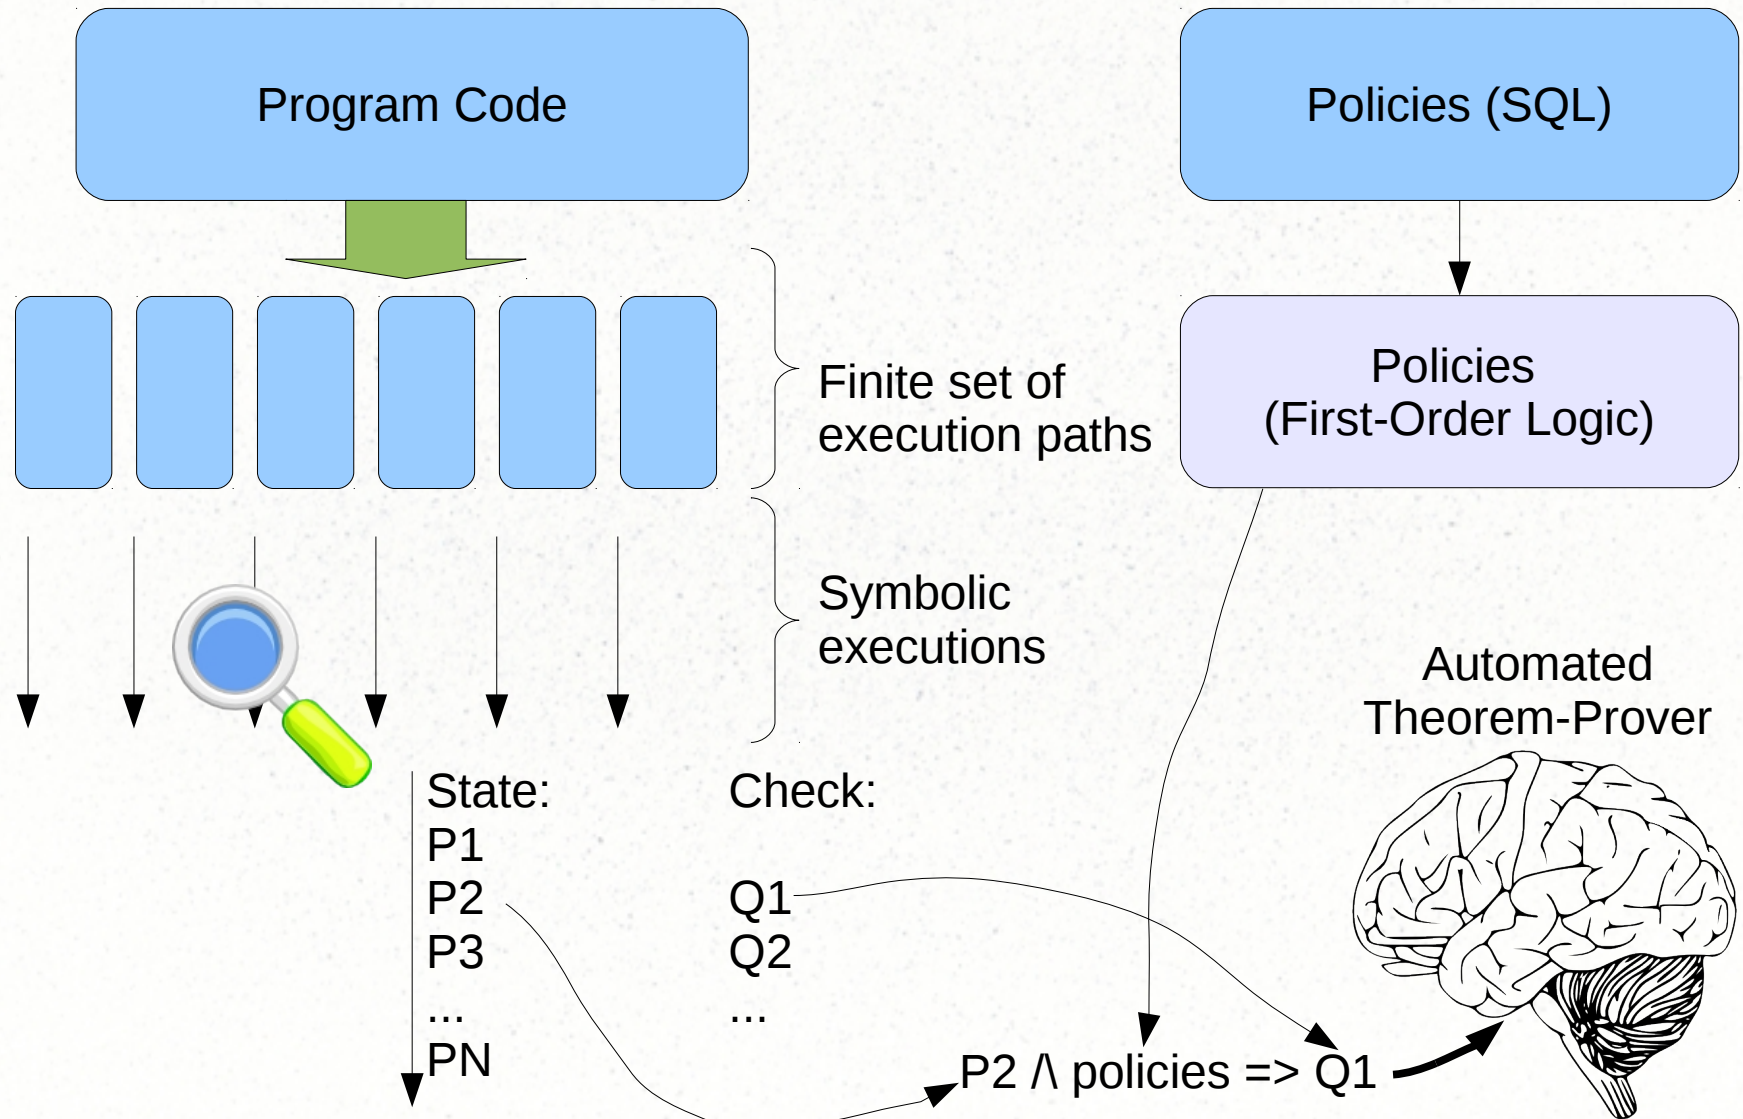 Program Code
Policies (SQL)
Finite set of
execution paths
Policies
(First-Order Logic)
Symbolic
executions
Automated
Theorem-Prover
State:
P1
P2
P3
...
PN
Check:
Q1
Q2
...
P2 /\ policies => Q1